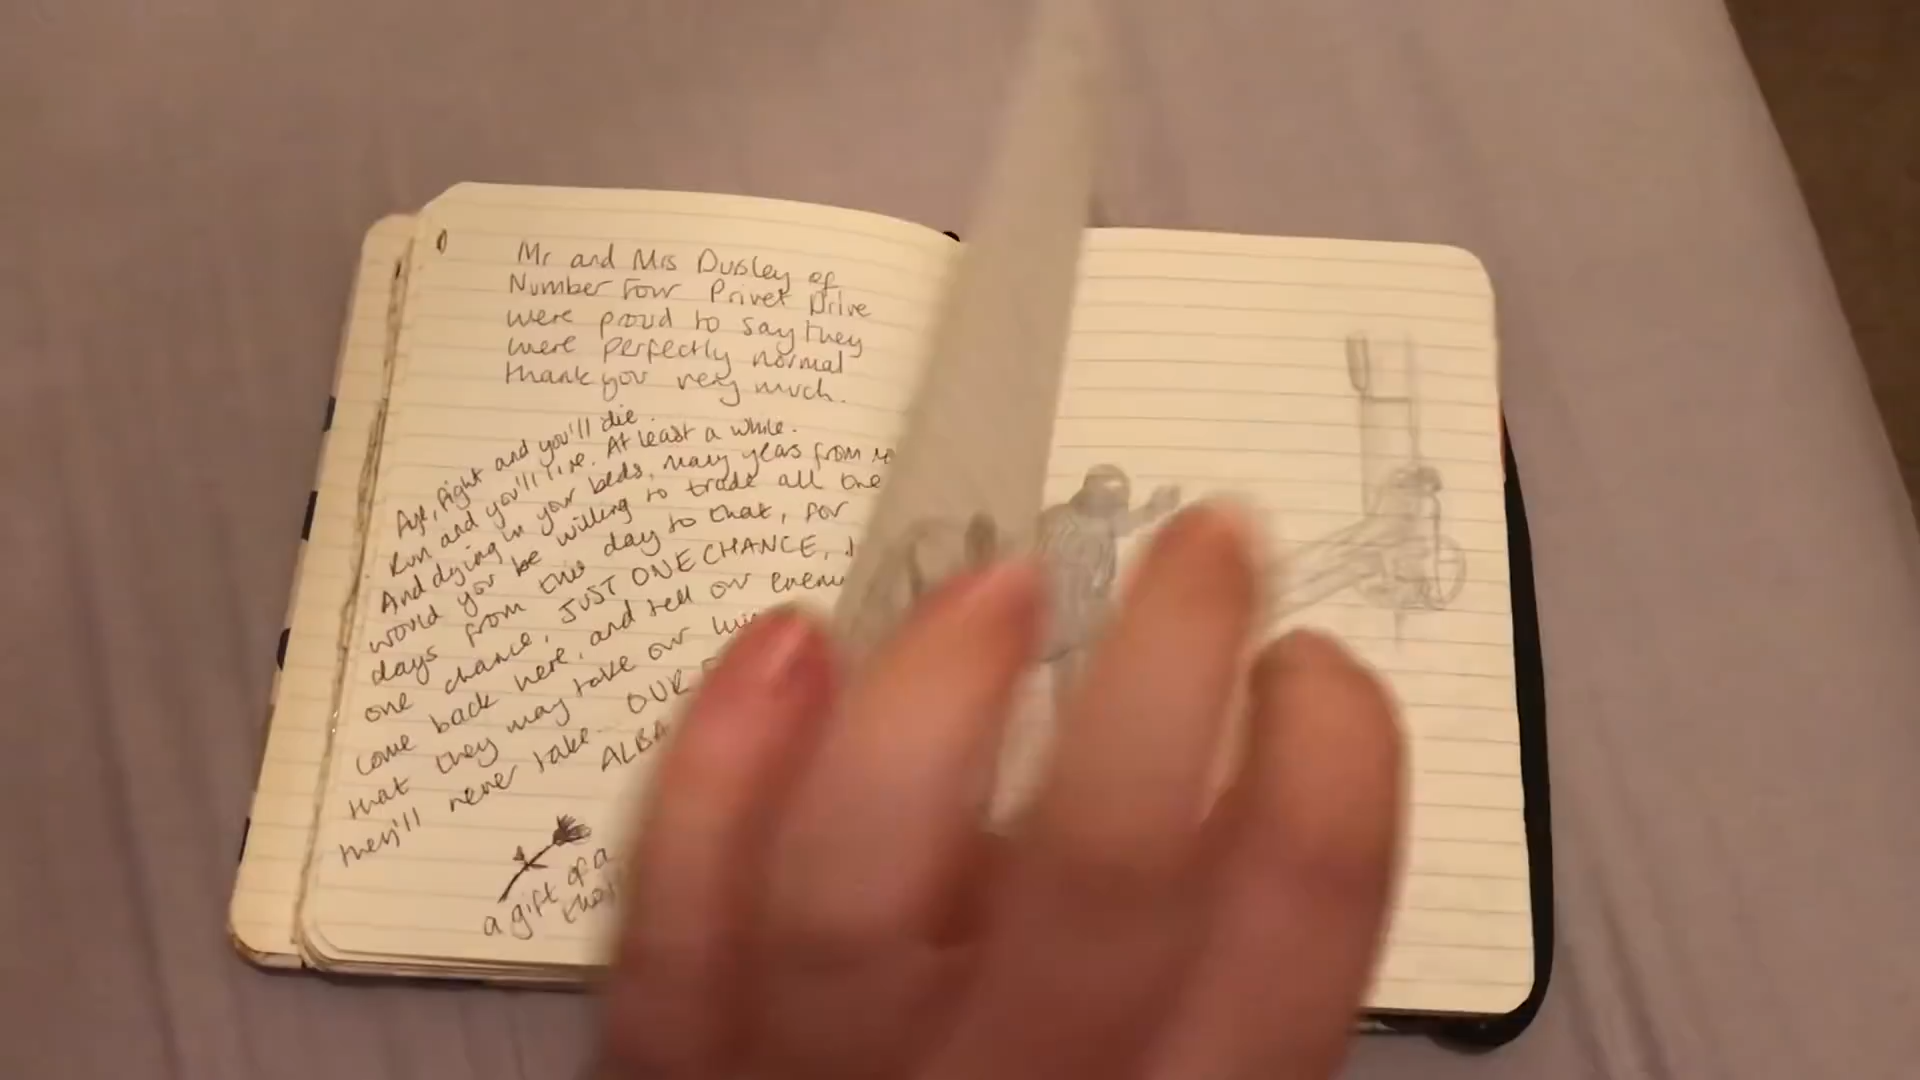 Mr and Mrs Dursley of
Number Four Privet Drive
were proud to say they
were perfectly normal
thank you very much.
Aye, fight and you'll die.
Run and you'll live. At least a while.
And dying in your beds, many years from
would you be willing to trade all the
days from this day to that, for
one chance, JUST ONE CHANCE,
come back here, and tell our
that they may take our
they'll never take OUR
ALBA
a gift of a